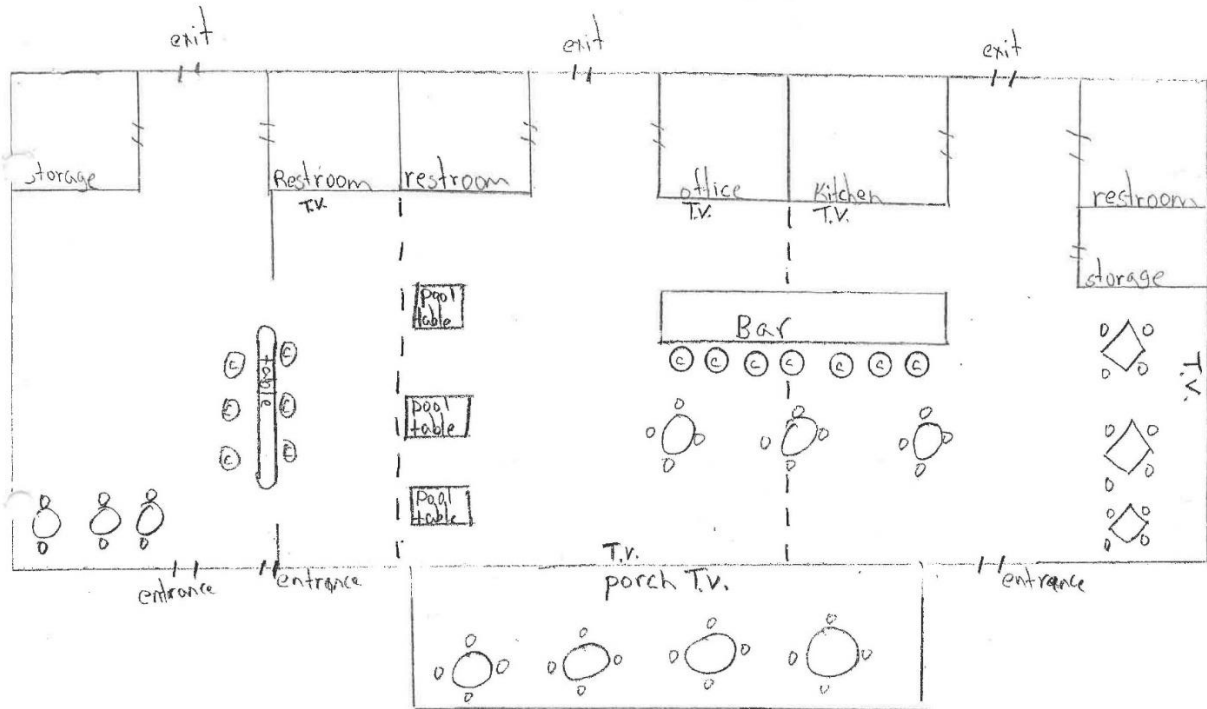 exit
exit
exit
storage
Restroom
restroom
office
Kitchen
restroom
T.V.
T.V.
T.V.
storage
pool
table
Bar
T.V.
table
C
C
C
C
C
C
C
C
C
C
C
C
C
pool
table
pool
table
entrance
entrance
T.V.
entrance
porch T.V.